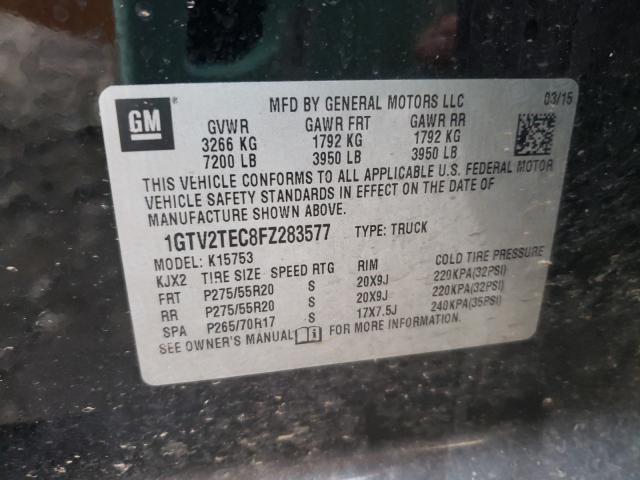 GM ®
MFD BY GENERAL MOTORS LLC 03/15
GVWR GAWR FRT GAWR RR
3266 KG 1792 KG 1792 KG
7200 LB 3950 LB 3950 LB
THIS VEHICLE CONFORMS TO ALL APPLICABLE U.S. FEDERAL MOTOR
VEHICLE SAFETY STANDARDS IN EFFECT ON THE DATE OF
MANUFACTURE SHOWN ABOVE.
1GTV2TEC8FZ283577 TYPE: TRUCK
MODEL: K15753
KJX2 TIRE SIZE SPEED RTG RIM COLD TIRE PRESSURE
FRT P275/55R20 S 20X9J 220KPA(32PSI)
RR P275/55R20 S 20X9J 220KPA(32PSI)
SPA P265/70R17 S 17X7.5J 240KPA(35PSI)
SEE OWNER'S MANUAL FOR MORE INFORMATION.